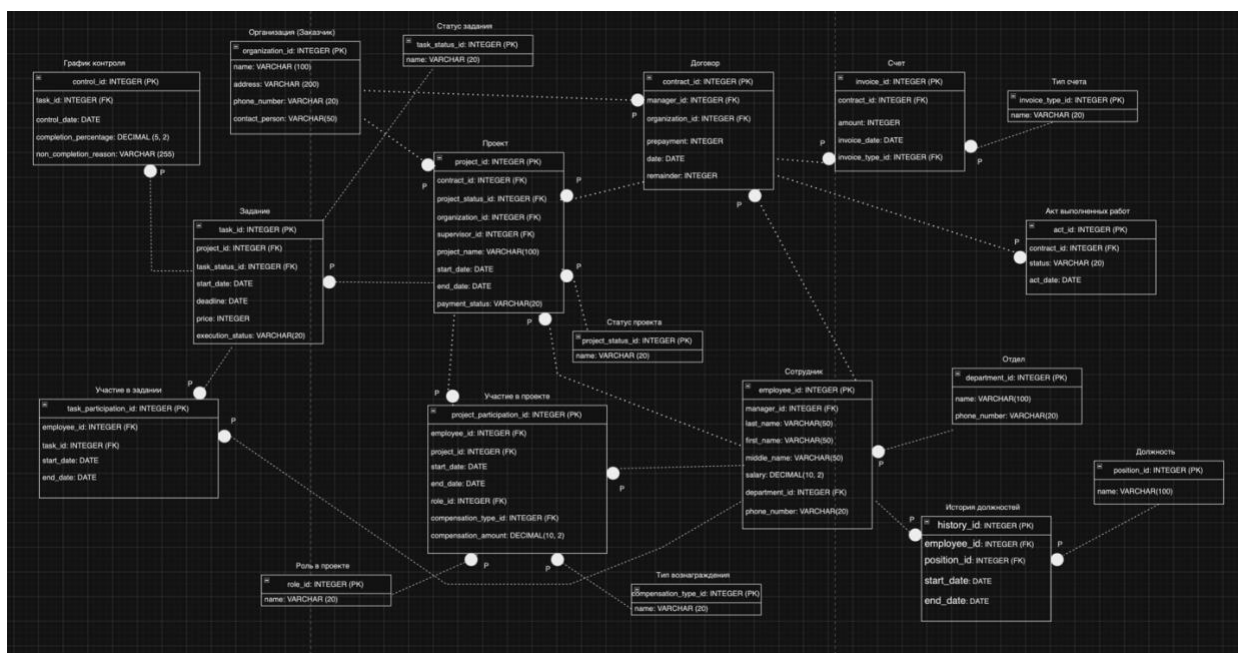 График контроля
control_id: INTEGER (PK)
task_id: INTEGER (FK)
control_date: DATE
completion_percentage: DECIMAL (5, 2)
non_completion_reason: VARCHAR (255)
P
Организация (Заказчик)
organization_id: INTEGER (PK)
name: VARCHAR (100)
address: VARCHAR (200)
phone_number: VARCHAR (20)
contact_person: VARCHAR(50)
Статус задания
task_status_id: INTEGER (PK)
name: VARCHAR (20)
Договор
contract_id: INTEGER (PK)
manager_id: INTEGER (FK)
organization_id: INTEGER (FK)
prepayment: INTEGER
date: DATE
remainder: INTEGER
P
P
Счет
invoice_id: INTEGER (PK)
contract_id: INTEGER (FK)
amount: INTEGER
invoice_date: DATE
invoice_type_id: INTEGER (FK)
P
P
Тип счета
invoice_type_id: INTEGER (PK)
name: VARCHAR (20)
Проект
project_id: INTEGER (PK)
contract_id: INTEGER (FK)
project_status_id: INTEGER (FK)
organization_id: INTEGER (FK)
supervisor_id: INTEGER (FK)
project_name: VARCHAR(100)
start_date: DATE
end_date: DATE
payment_status: VARCHAR(20)
P
P
P
P
Задание
task_id: INTEGER (PK)
project_id: INTEGER (FK)
task_status_id: INTEGER (FK)
start_date: DATE
deadline: DATE
price: INTEGER
execution_status: VARCHAR(20)
P
Акт выполненных работ
act_id: INTEGER (PK)
contract_id: INTEGER (FK)
status: VARCHAR (20)
act_date: DATE
P
Статус проекта
project_status_id: INTEGER (PK)
name: VARCHAR (20)
Участие в задании
task_participation_id: INTEGER (PK)
employee_id: INTEGER (FK)
task_id: INTEGER (FK)
start_date: DATE
end_date: DATE
P
P
Участие в проекте
project_participation_id: INTEGER (PK)
employee_id: INTEGER (FK)
project_id: INTEGER (FK)
start_date: DATE
end_date: DATE
role_id: INTEGER (FK)
compensation_type_id: INTEGER (FK)
compensation_amount: DECIMAL(10, 2)
P
P
P
P
Сотрудник
employee_id: INTEGER (PK)
manager_id: INTEGER (FK)
last_name: VARCHAR(50)
first_name: VARCHAR(50)
middle_name: VARCHAR(50)
salary: DECIMAL(10, 2)
department_id: INTEGER (FK)
phone_number: VARCHAR(20)
P
Отдел
department_id: INTEGER (PK)
name: VARCHAR(100)
phone_number: VARCHAR(20)
Должность
position_id: INTEGER (PK)
name: VARCHAR(100)
История должностей
history_id: INTEGER (PK)
employee_id: INTEGER (FK)
position_id: INTEGER (FK)
start_date: DATE
end_date: DATE
P
P
Роль в проекте
role_id: INTEGER (PK)
name: VARCHAR (20)
Тип вознаграждения
compensation_type_id: INTEGER (PK)
name: VARCHAR (20)